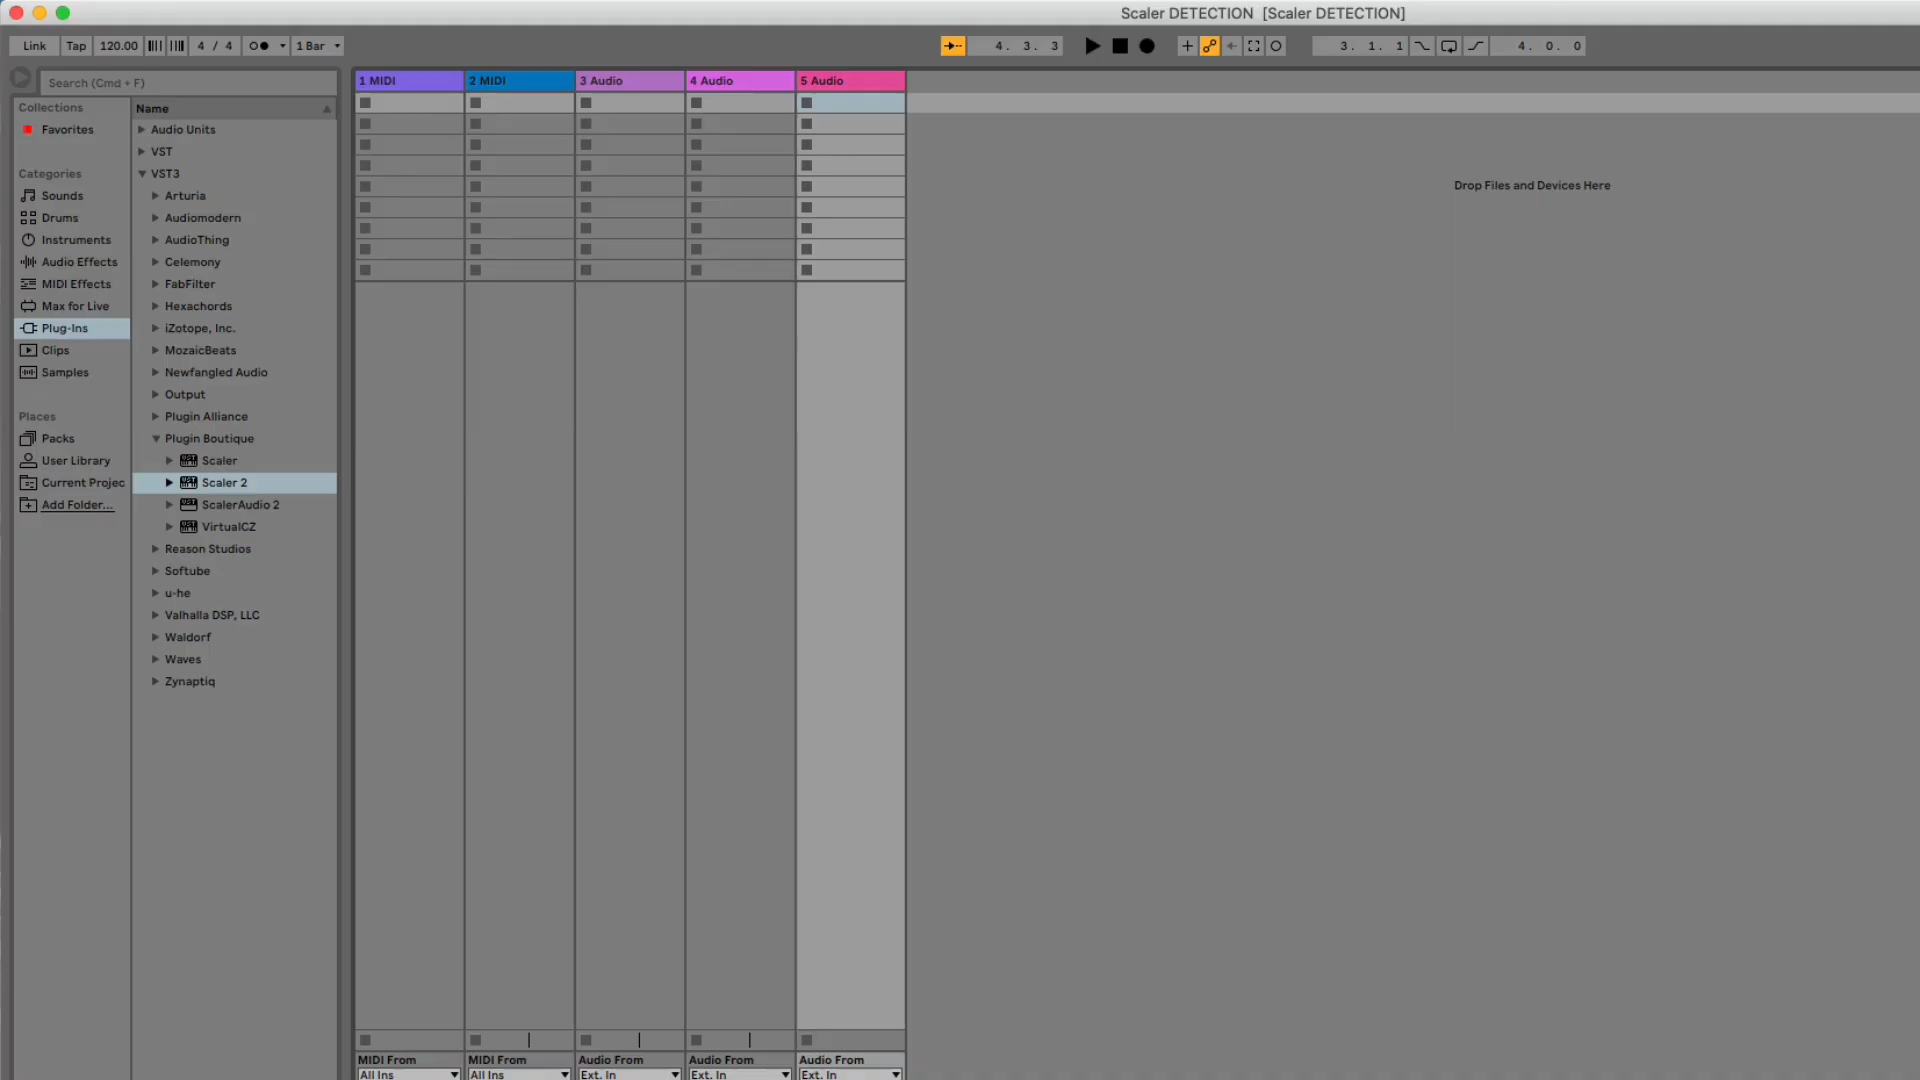 Scaler DETECTION [Scaler DETECTION]
Link Tap 120.00 4 / 4 1 Bar 4. 3. 3 3. 1. 1 4. 0. 0
Search (Cmd + F)
Collections
Favorites
Categories
Sounds
Drums
Instruments
Audio Effects
MIDI Effects
Max for Live
Plug-Ins
Clips
Samples
Places
Packs
User Library
Current Projec
Add Folder...
Name
Audio Units
VST
VST3
Arturia
Audiomodern
AudioThing
Celemony
FabFilter
Hexachords
iZotope, Inc.
MozaicBeats
Newfangled Audio
Output
Plugin Alliance
Plugin Boutique
Scaler
Scaler 2
ScalerAudio 2
VirtualCZ
Reason Studios
Softube
u-he
Valhalla DSP, LLC
Waldorf
Waves
Zynaptiq
1 MIDI 2 MIDI 3 Audio 4 Audio 5 Audio
Drop Files and Devices Here
MIDI From MIDI From Audio From Audio From Audio From
All Ins All Ins Ext. In Ext. In Ext. In